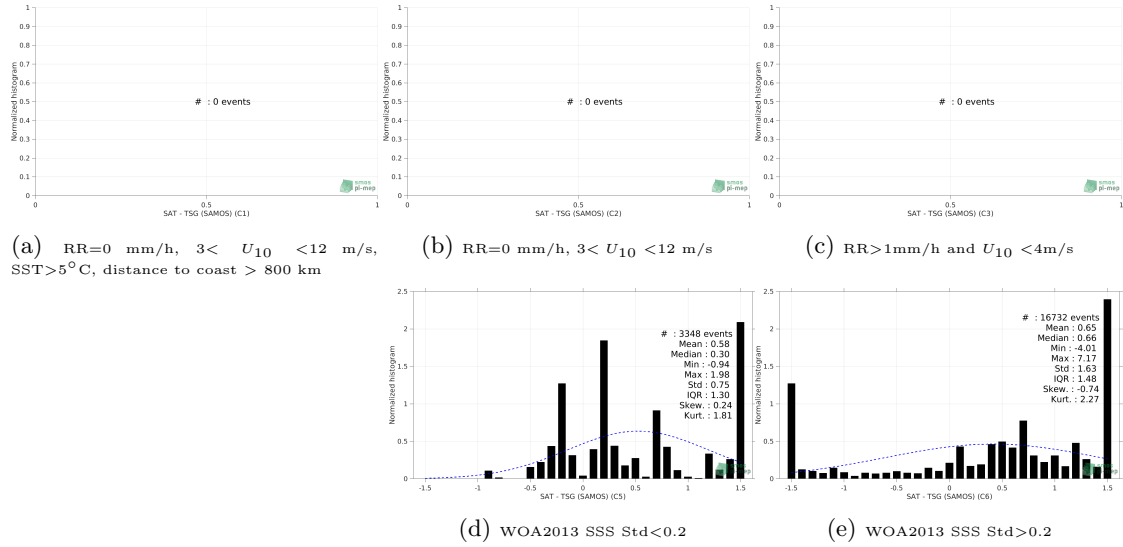 1
0.9
0.8
0.7
0.6
0.5
0.4
0.3
0.2
0.1
0
Normalized histogram
# : 0 events
smos
pi-mep
0 0.5 1
SAT - TSG (SAMOS) (C1)
(a) RR=0 mm/h, 3< U10 <12 m/s,
SST>5°C, distance to coast > 800 km
1
0.9
0.8
0.7
0.6
0.5
0.4
0.3
0.2
0.1
0
Normalized histogram
# : 0 events
smos
pi-mep
0 0.5 1
SAT - TSG (SAMOS) (C2)
(b) RR=0 mm/h, 3< U10 <12 m/s
1
0.9
0.8
0.7
0.6
0.5
0.4
0.3
0.2
0.1
0
Normalized histogram
# : 0 events
smos
pi-mep
0 0.5 1
SAT - TSG (SAMOS) (C3)
(c) RR>1mm/h and U10 <4m/s
2.5
2
1.5
1
0.5
0
Normalized histogram
# : 3348 events
Mean : 0.58
Median : 0.30
Min : -0.94
Max : 1.98
Std : 0.75
IQR : 1.30
Skew. : 0.24
Kurt. : 1.81
-1.5 -1 -0.5 0 0.5 1 1.5
SAT - TSG (SAMOS) (C5)
(d) WOA2013 SSS Std<0.2
2.5
2
1.5
1
0.5
0
Normalized histogram
# : 16732 events
Mean : 0.65
Median : 0.66
Min : -4.01
Max : 7.17
Std : 1.63
IQR : 1.48
Skew. : -0.74
Kurt. : 2.27
-1.5 -1 -0.5 0 0.5 1 1.5
SAT - TSG (SAMOS) (C6)
(e) WOA2013 SSS Std>0.2